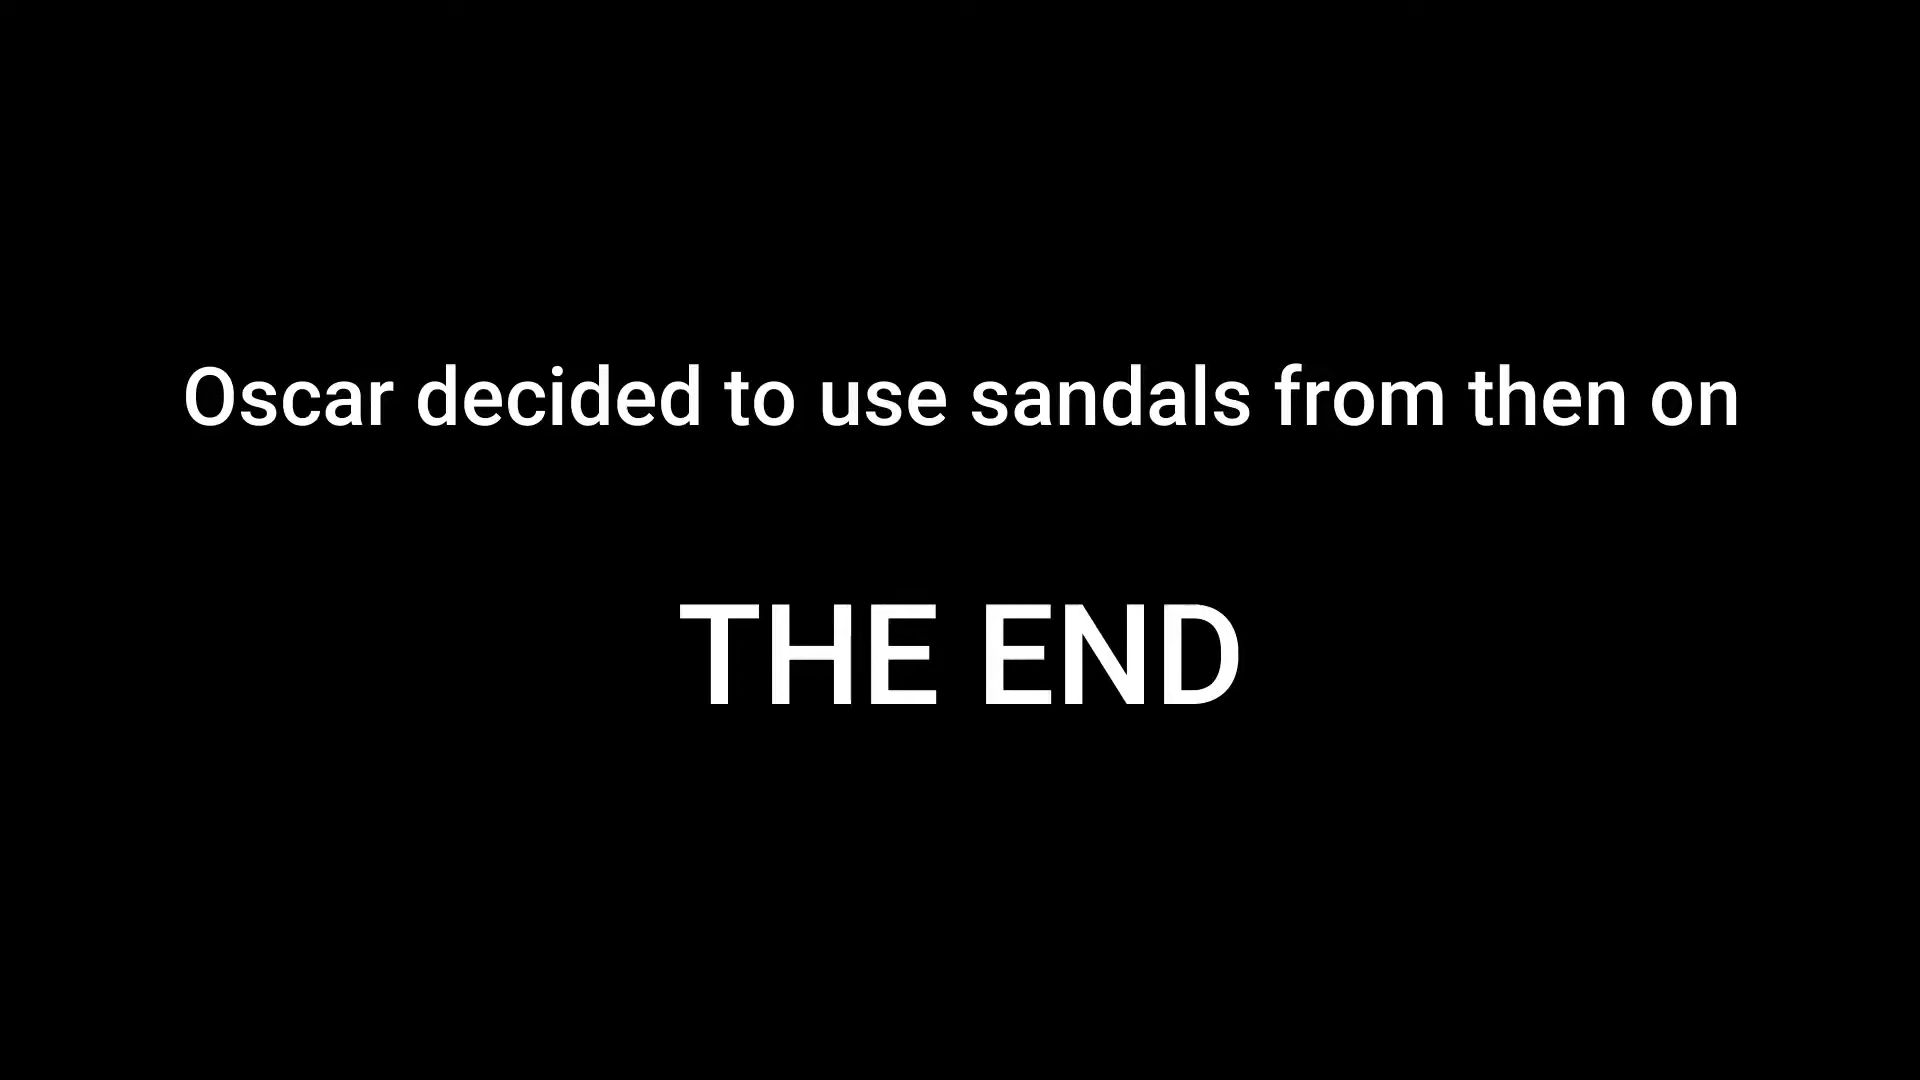 Oscar decided to use sandals from then on
THE END